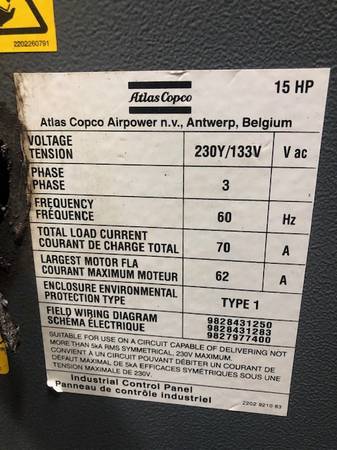 2202260791
Atlas Copco
15 HP
Atlas Copco Airpower n.v., Antwerp, Belgium
VOLTAGE
TENSION
230Y/133V
V ac
PHASE
PHASE
3
FREQUENCY
FRÉQUENCE
60
Hz
TOTAL LOAD CURRENT
COURANT DE CHARGE TOTAL
70
A
LARGEST MOTOR FLA
COURANT MAXIMUM MOTEUR
62
A
ENCLOSURE ENVIRONMENTAL
PROTECTION TYPE
TYPE 1
FIELD WIRING DIAGRAM
SCHÉMA ÉLECTRIQUE
9828431250
9828431283
9827977400
SUITABLE FOR USE ON A CIRCUIT CAPABLE OF DELIVERING NOT
MORE THAN 5kA RMS SYMMETRICAL, 230V MAXIMUM.
CONVIENT À UN CIRCUIT POUVANT DÉBITER UN COURANT DE
DÉFAUT MAXIMAL DE 5kA EFFICACES SYMÉTRIQUES SOUS UNE
TENSION MAXIMALE DE 230V.
Industrial Control Panel
Panneau de contrôle industriel
2202 9210 83